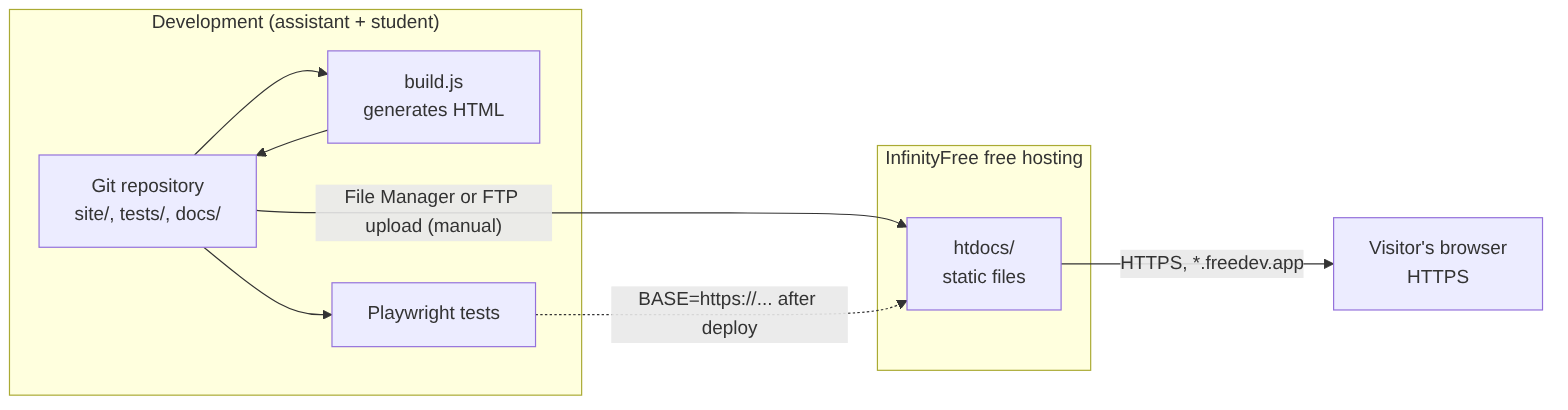 Development (assistant + student)
build.js
generates HTML
Git repository
site/, tests/, docs/
File Manager or FTP
upload (manual)
Playwright tests
BASE=https://... after
deploy
InfinityFree free hosting
htdocs/
static files
HTTPS, *.freedev.app
Visitor's browser
HTTPS